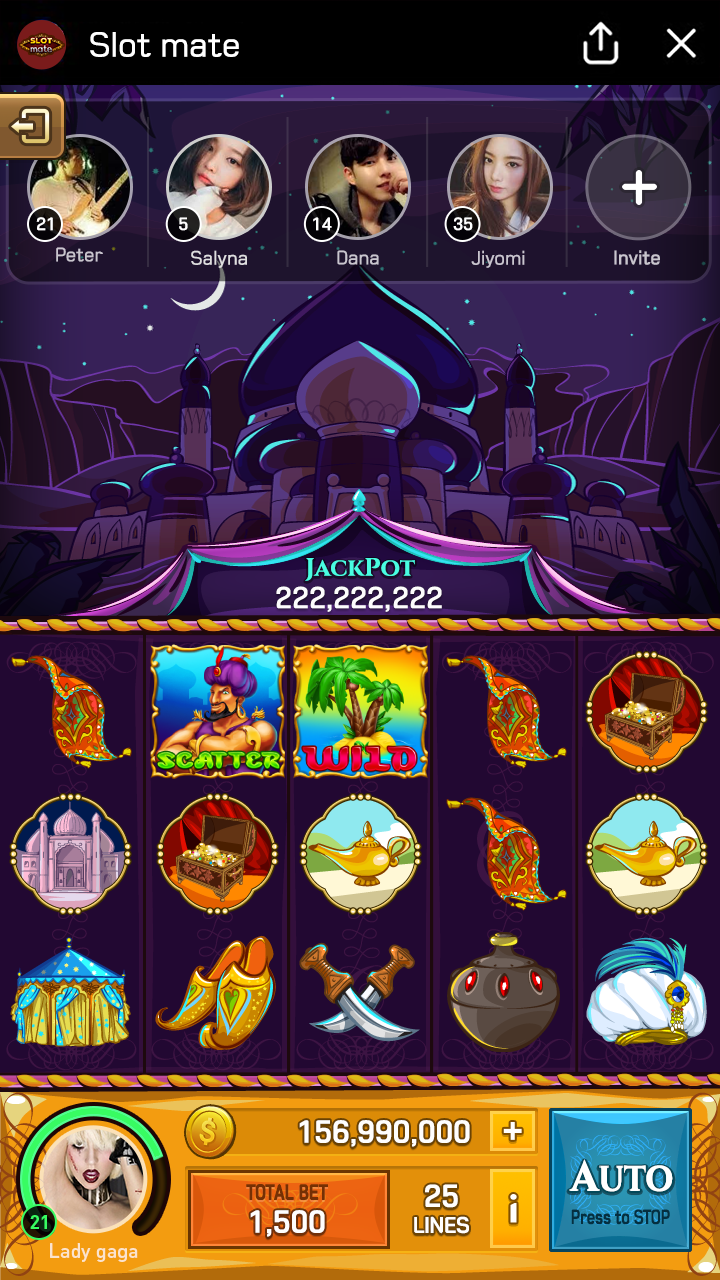 SLOT
mate
Slot mate
21
5
14
35
Peter
Salyna
Dana
Jiyomi
Invite
JACKPOT
222,222,222
SCATTER
WILD
$
156,990,000
+
TOTAL BET
1,500
25
LINES
i
AUTO
Press to STOP
21
Lady gaga